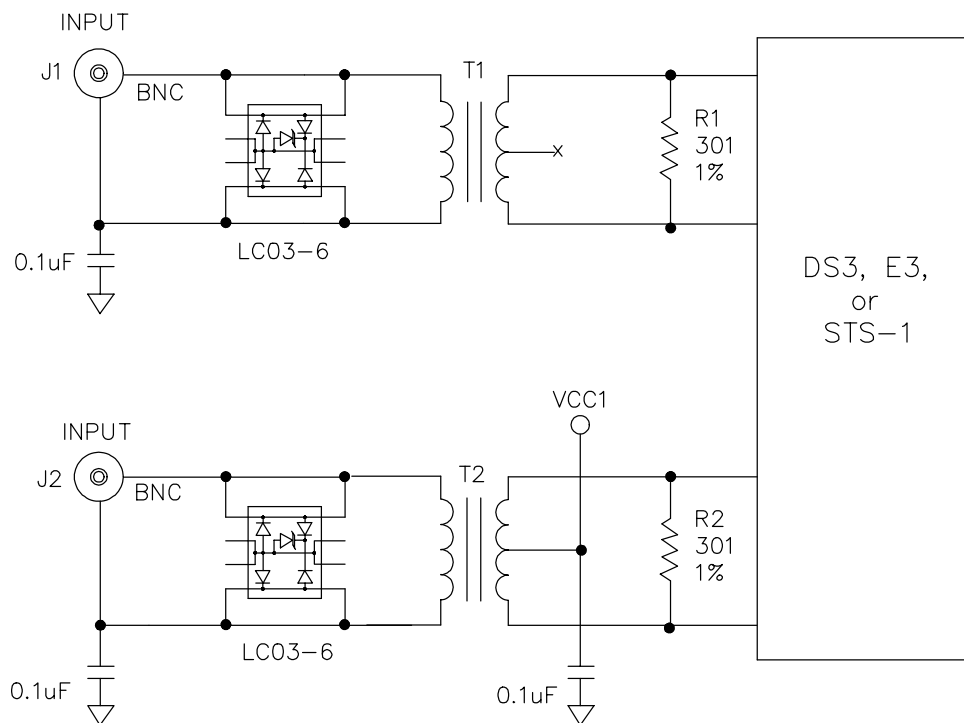 INPUT
J1
BNC
T1
x
R1
301
1%
LC03-6
0.1uF
DS3, E3,
or
STS-1
VCC1
INPUT
J2
BNC
T2
R2
301
1%
LC03-6
0.1uF
0.1uF